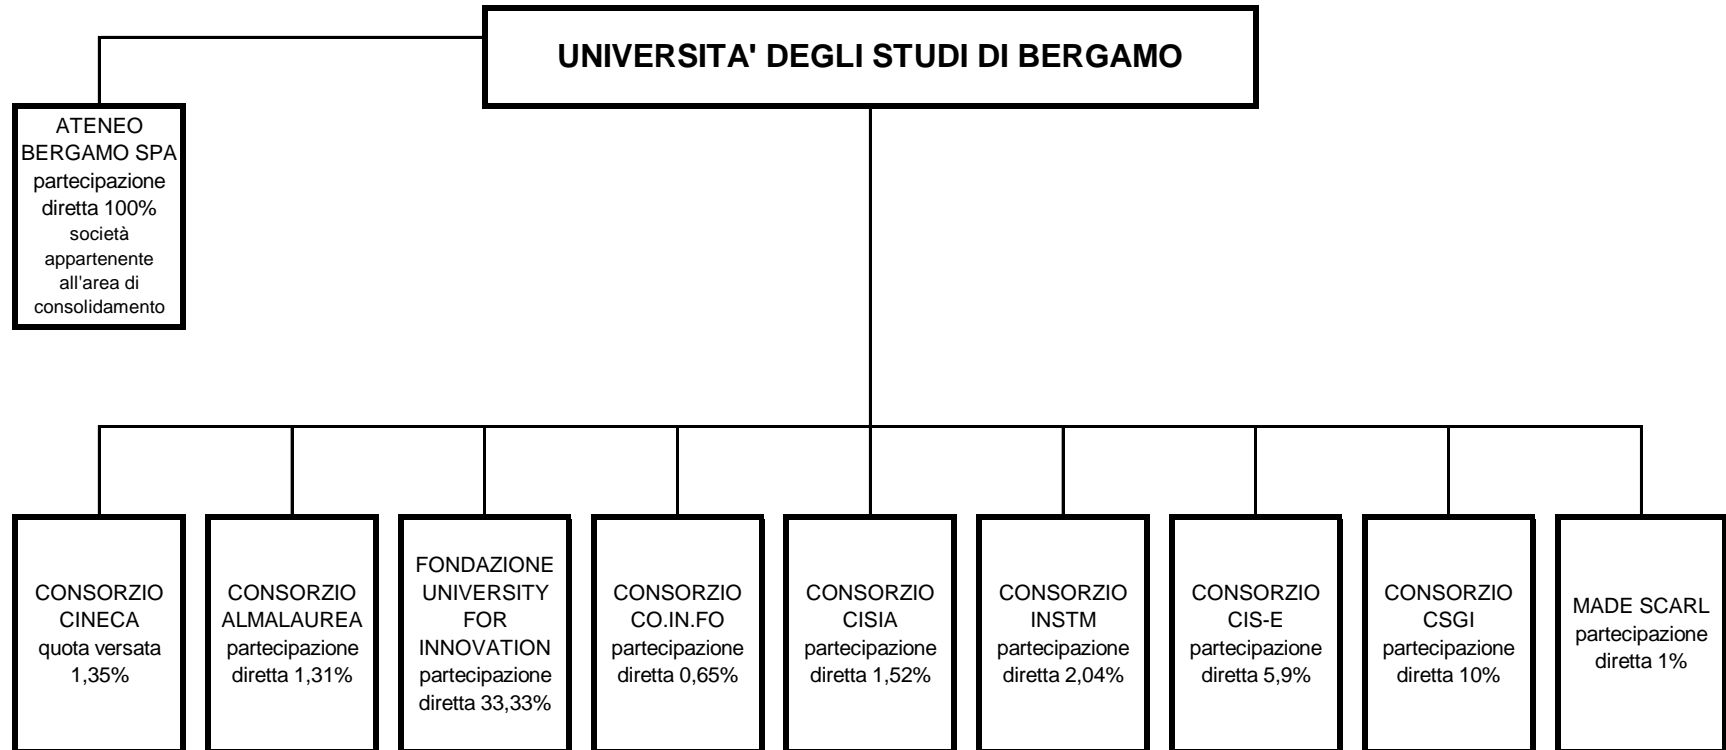 UNIVERSITA' DEGLI STUDI DI BERGAMO
ATENEO
BERGAMO SPA
partecipazione
diretta 100%
società
appartenente
all'area di
consolidamento
CONSORZIO
CINECA
quota versata
1,35%
CONSORZIO
ALMALAUREA
partecipazione
diretta 1,31%
FONDAZIONE
UNIVERSITY
FOR
INNOVATION
partecipazione
diretta 33,33%
CONSORZIO
CO.IN.FO
partecipazione
diretta 0,65%
CONSORZIO
CISIA
partecipazione
diretta 1,52%
CONSORZIO
INSTM
partecipazione
diretta 2,04%
CONSORZIO
CIS-E
partecipazione
diretta 5,9%
CONSORZIO
CSGI
partecipazione
diretta 10%
MADE SCARL
partecipazione
diretta 1%